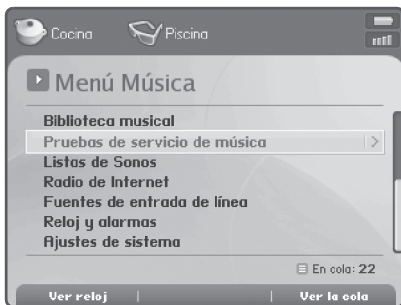 Cocina Piscina
Menú Música
Biblioteca musical
Pruebas de servicio de música
Listas de Sonos
Radio de Internet
Fuentes de entrada de línea
Reloj y alarmas
Ajustes de sistema
En cola: 22
Ver reloj Ver la cola